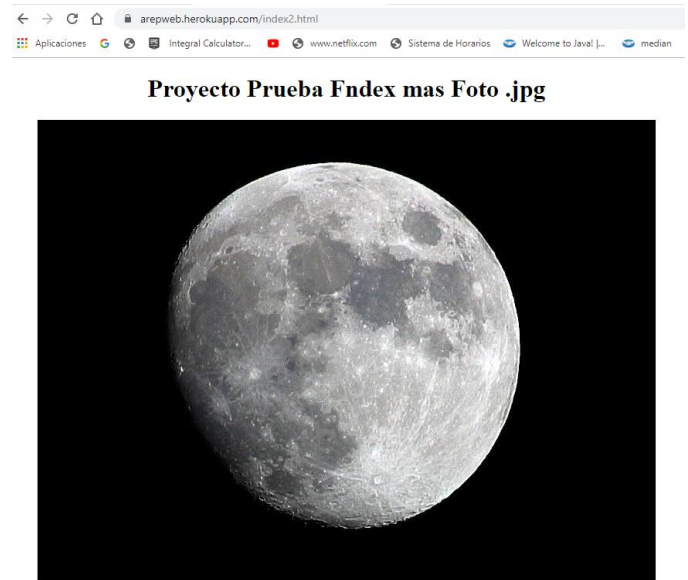 arepweb.herokuapp.com/index2.html
Aplicaciones Integral Calculator... www.netflix.com Sistema de Horarios Welcome to Java! |... median
Proyecto Prueba Fndex mas Foto .jpg